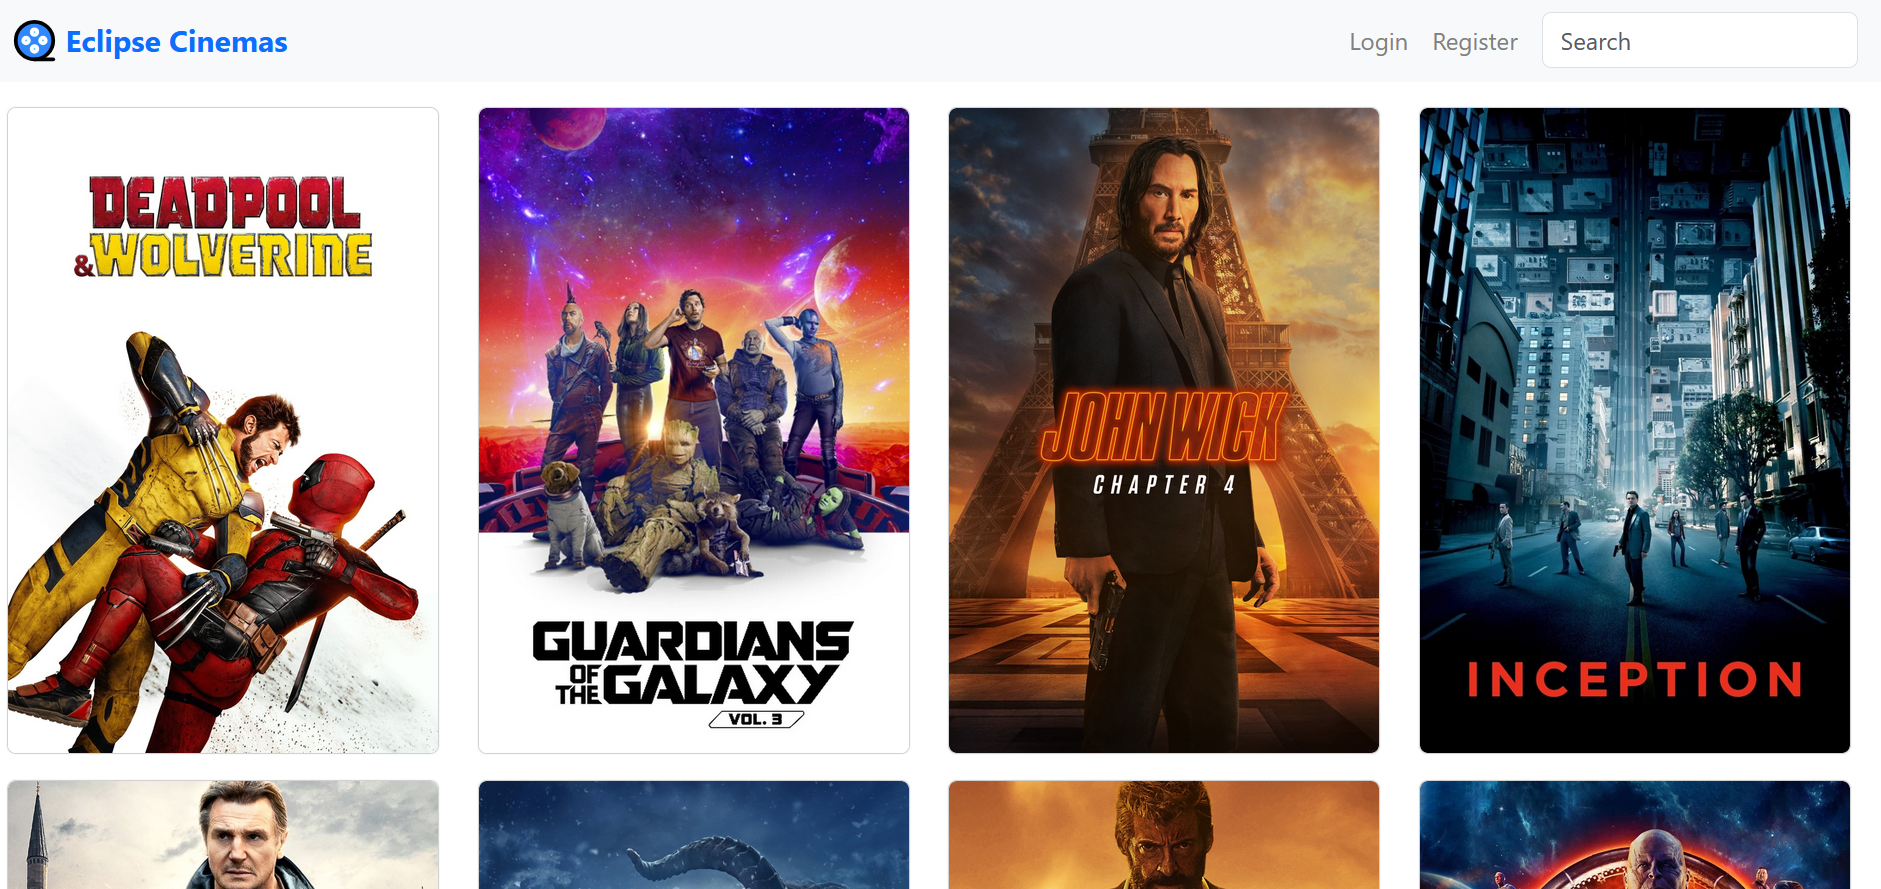 Eclipse Cinemas
Login
Register
Search
DEADPOOL
&WOLVERINE
GUARDIANS
OF
THE GALAXY
VOL. 3
JOHN WICK
CHAPTER 4
INCEPTION